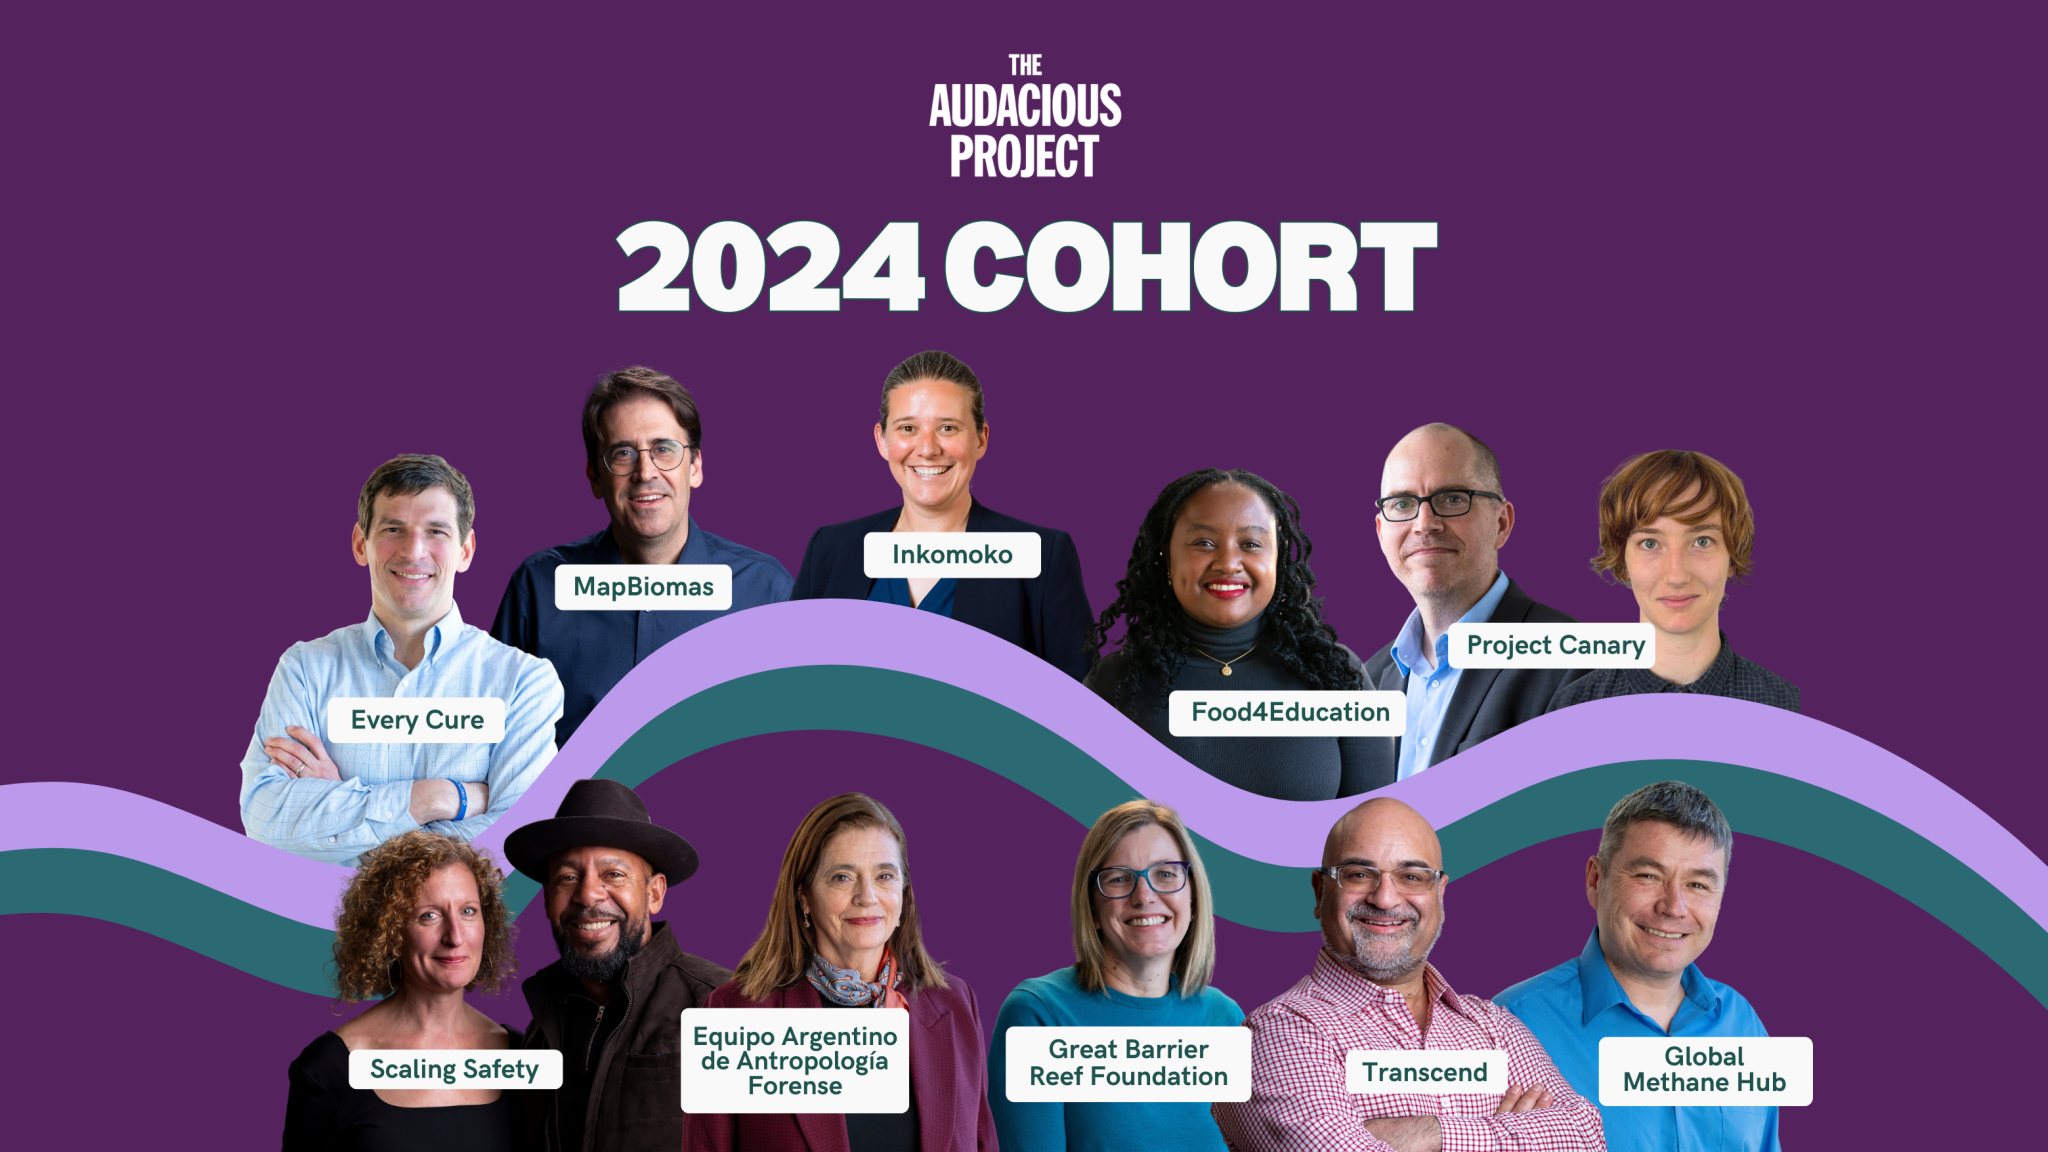 THE
AUDACIOUS
PROJECT
2024 COHORT
Inkomoko
MapBiomas
Project Canary
Food4Education
Every Cure
Equipo Argentino
de Antropología
Forense
Great Barrier
Reef Foundation
Global
Methane Hub
Scaling Safety
Transcend